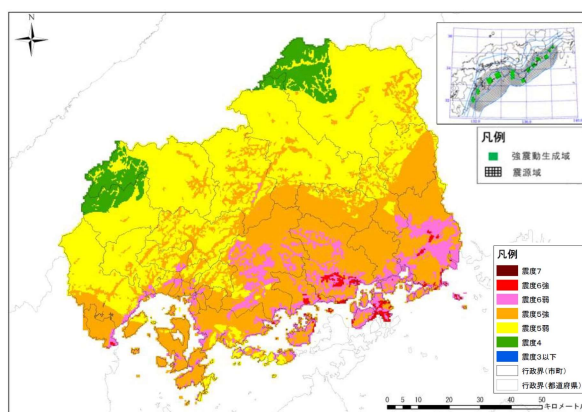 N
凡例
強震動生成域
震源域
凡例
震度7
震度6強
震度6弱
震度5強
震度5弱
震度4
震度3以下
行政界(市町)
行政界(都道府県)
0 5 10 20 30 40 50
キロメートル